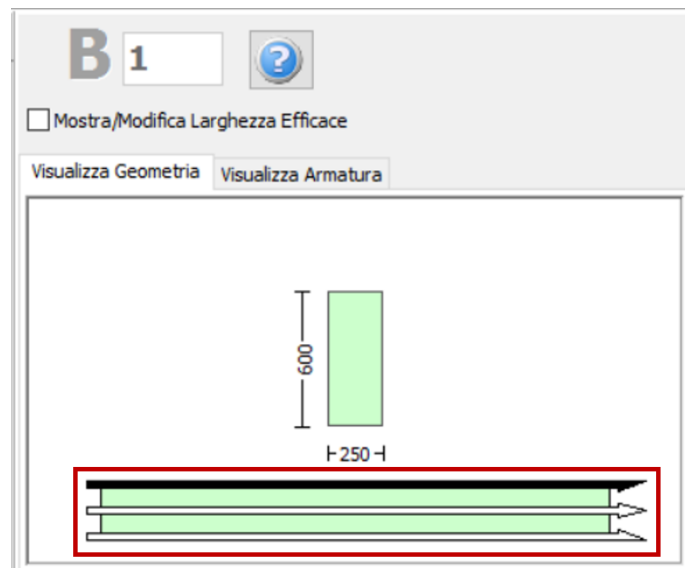 B 1
Mostra/Modifica Larghezza Efficace
Visualizza Geometria Visualizza Armatura
600
250